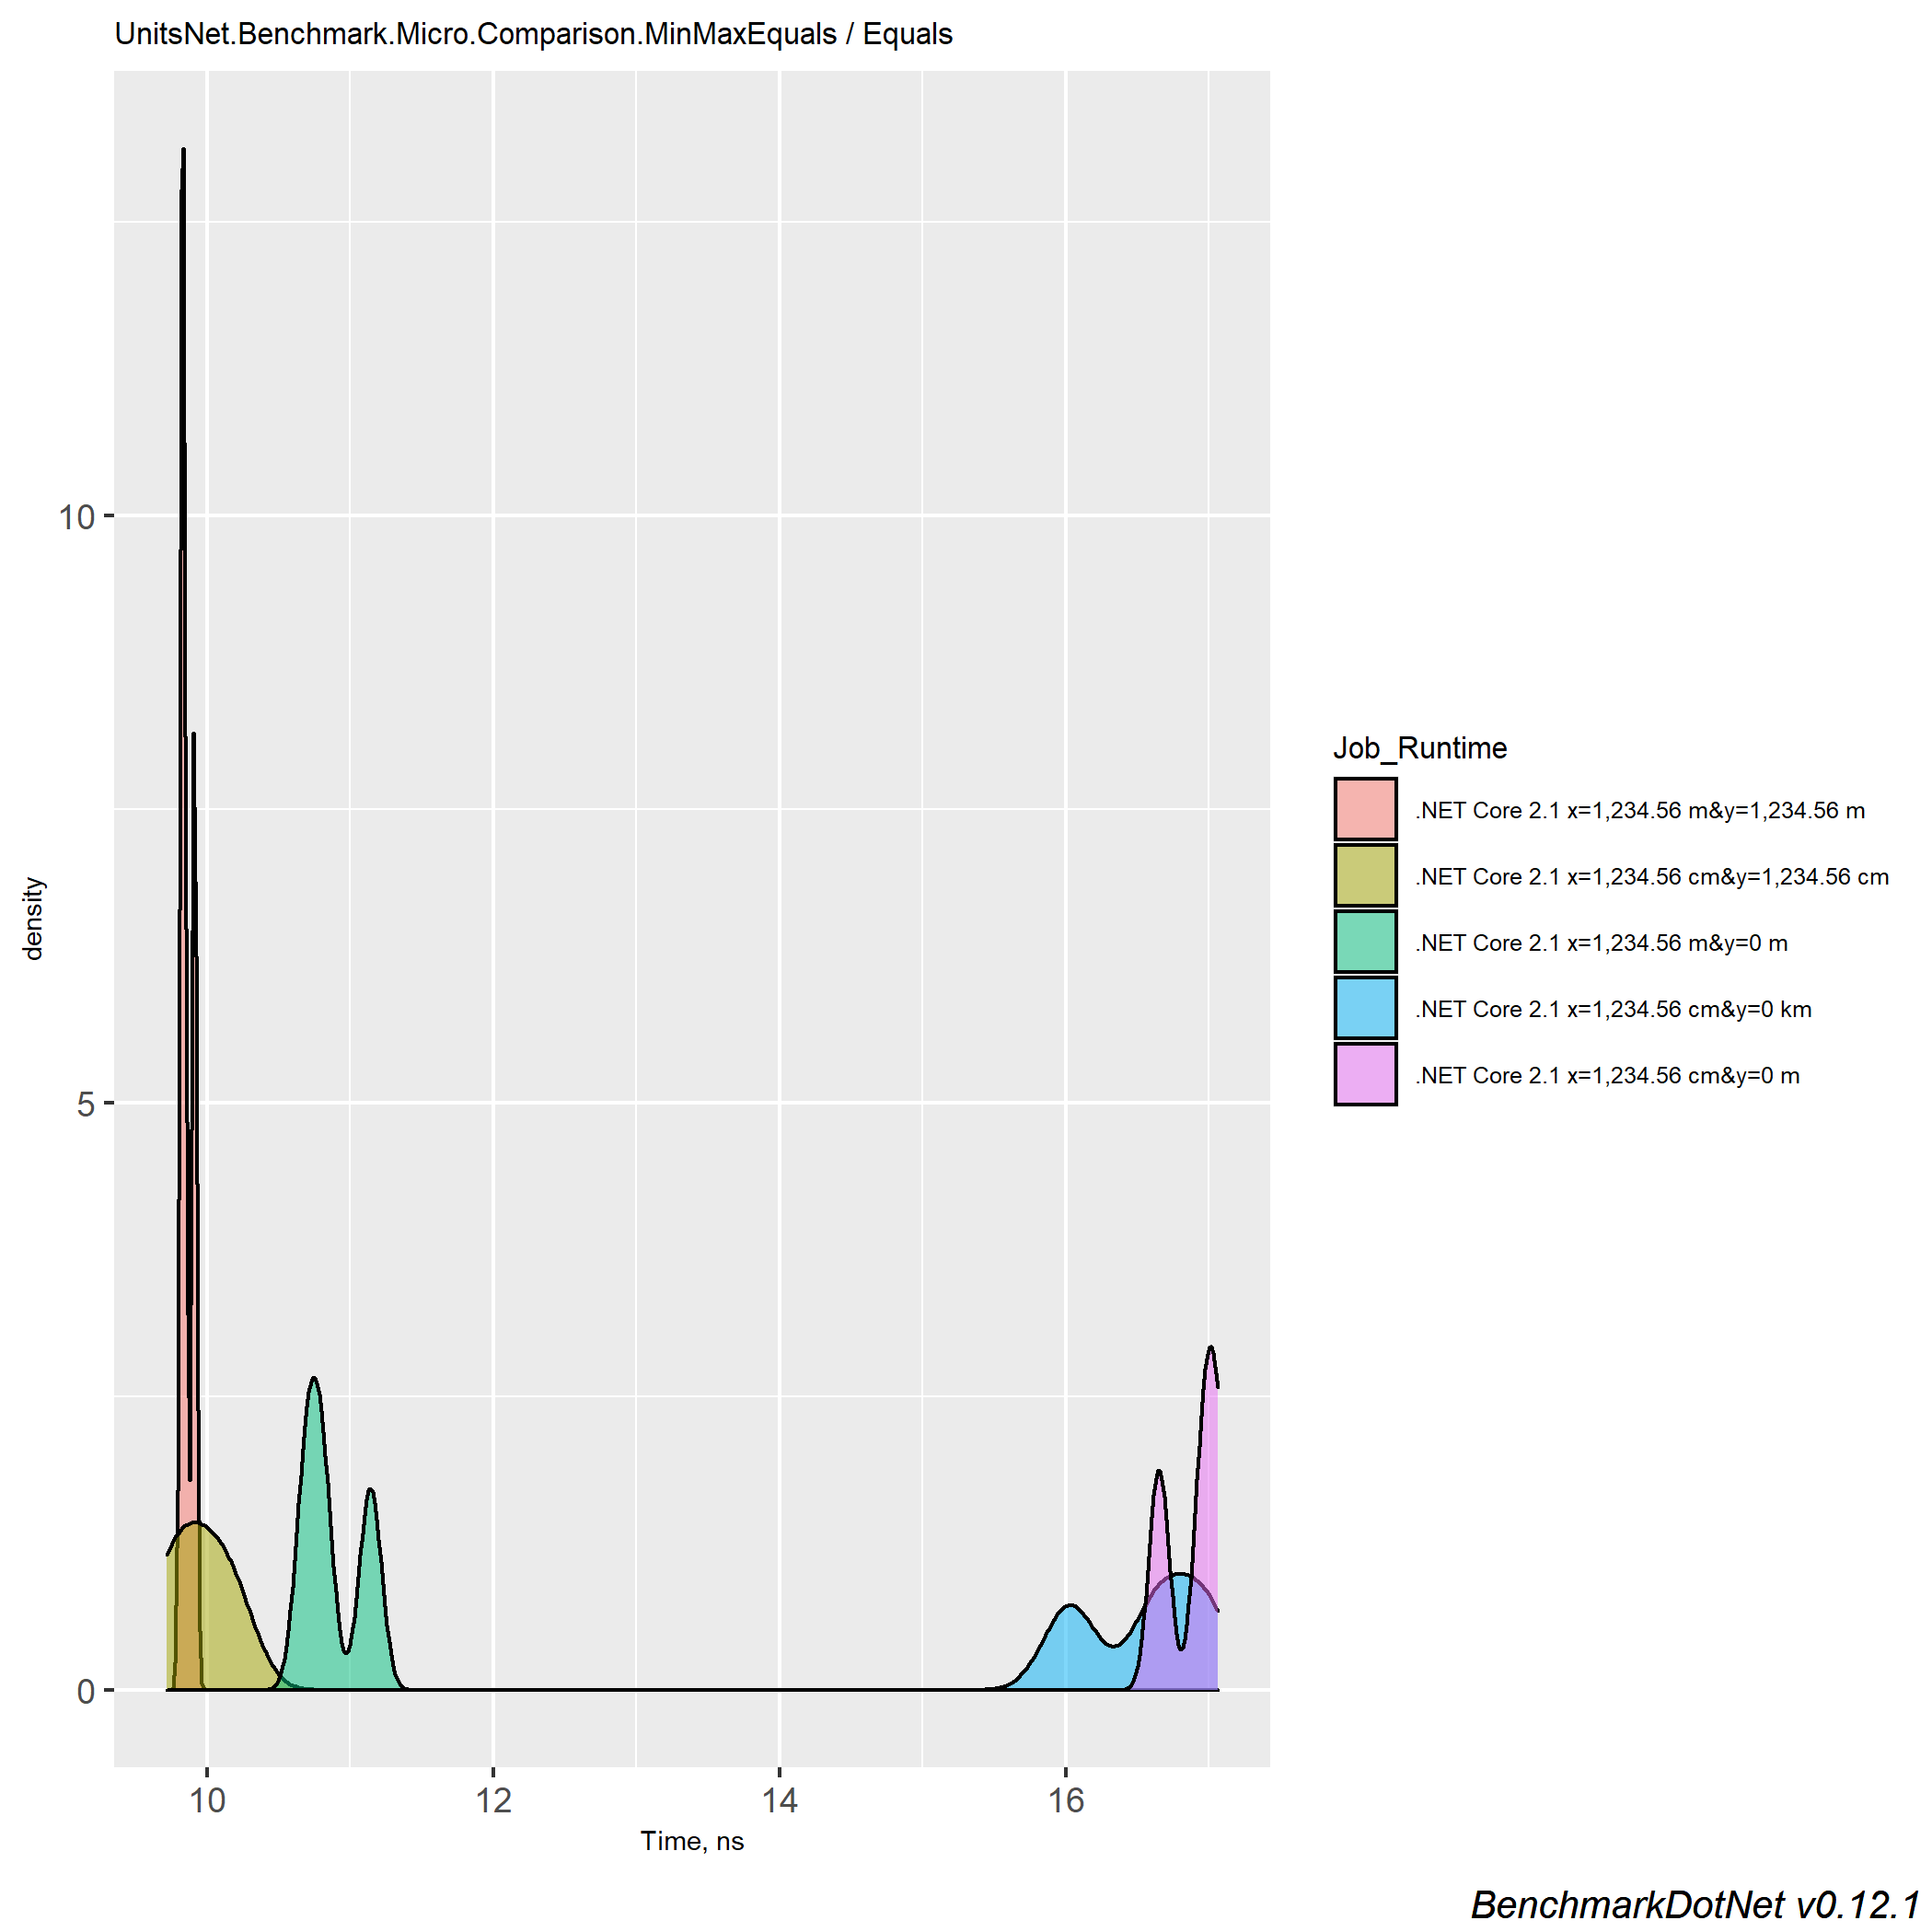 UnitsNet.Benchmark.Micro.Comparison.MinMaxEquals / Equals
10
5
0
density
10 12 14 16
Time, ns
Job_Runtime
.NET Core 2.1 x=1,234.56 m&y=1,234.56 m
.NET Core 2.1 x=1,234.56 cm&y=1,234.56 cm
.NET Core 2.1 x=1,234.56 m&y=0 m
.NET Core 2.1 x=1,234.56 cm&y=0 km
.NET Core 2.1 x=1,234.56 cm&y=0 m
BenchmarkDotNet v0.12.1